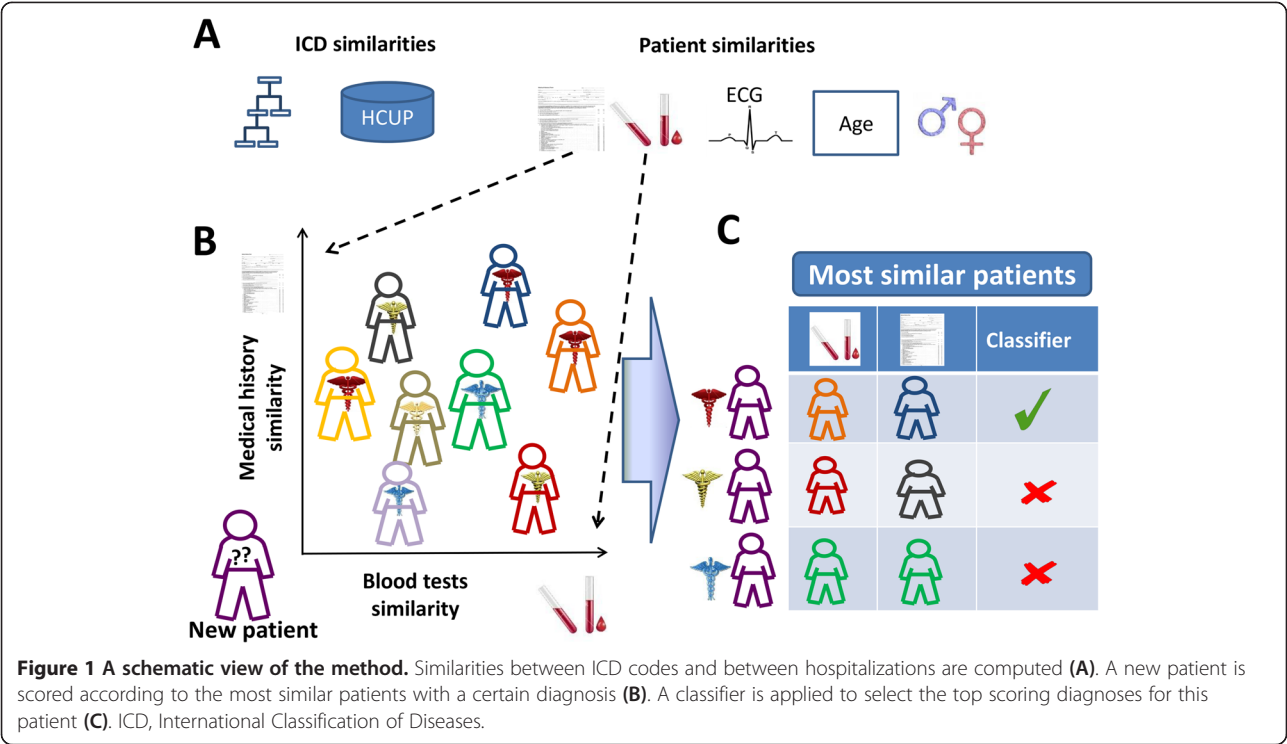 A
ICD similarities
Patient similarities
HCUP
ECG
Age
B
Medical history
similarity
??
New patient
Blood tests
similarity
C
Most similar patients
Classifier
Figure 1 A schematic view of the method. Similarities between ICD codes and between hospitalizations are computed (A). A new patient is
scored according to the most similar patients with a certain diagnosis (B). A classifier is applied to select the top scoring diagnoses for this
patient (C). ICD, International Classification of Diseases.